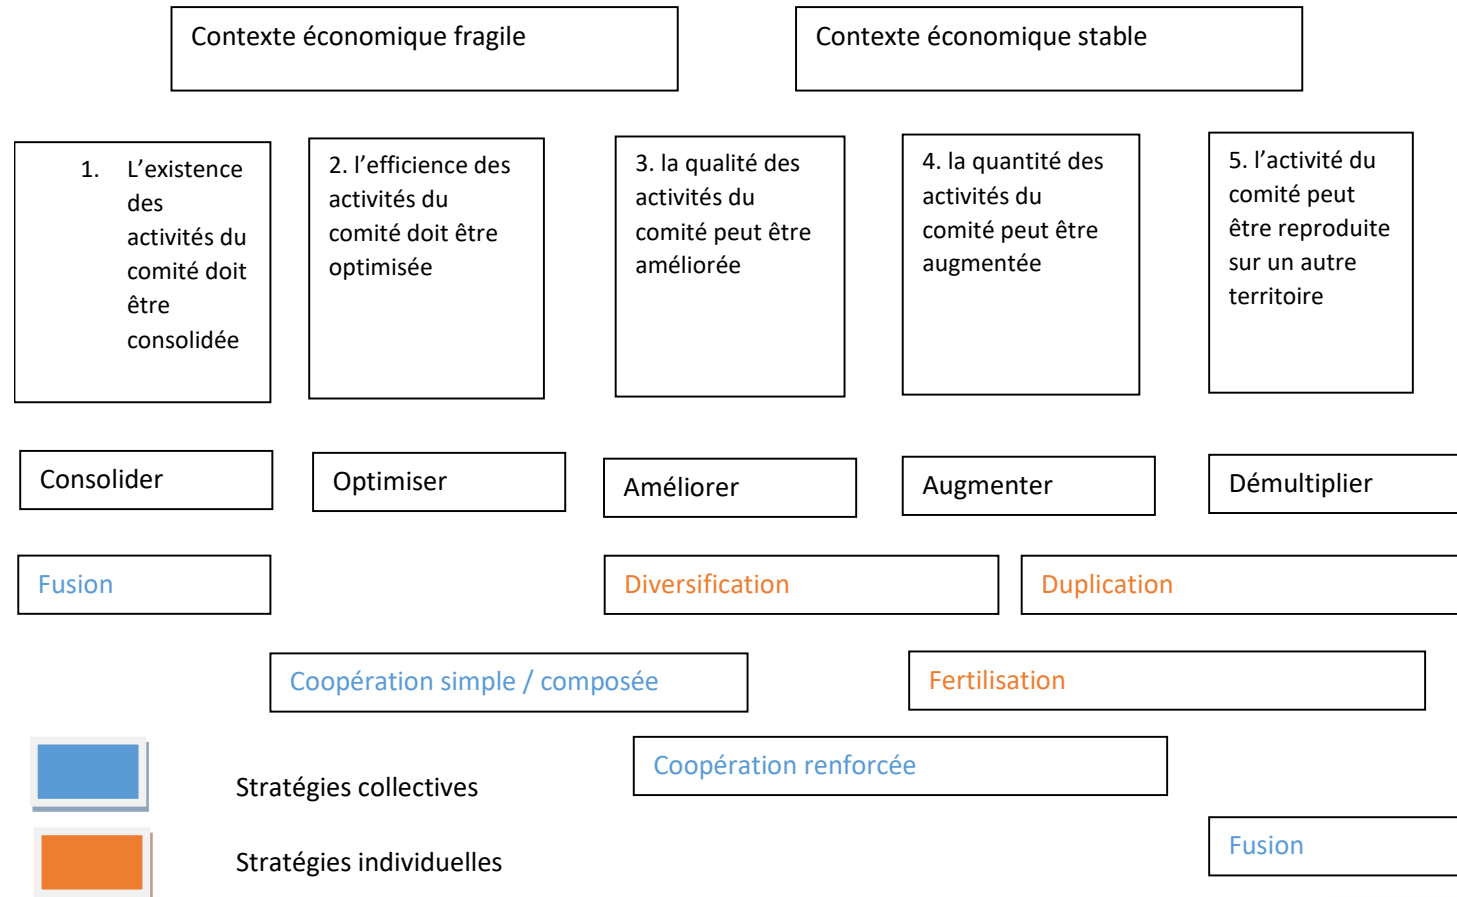 Contexte économique fragile
Contexte économique stable
1. L’existence
des
activités du
comité doit
être
consolidée
2. l’efficience des
activités du
comité doit être
optimisée
3. la qualité des
activités du
comité peut être
améliorée
4. la quantité des
activités du
comité peut être
augmentée
5. l’activité du
comité peut
être reproduite
sur un autre
territoire
Consolider
Optimiser
Améliorer
Augmenter
Démultiplier
Fusion
Diversification
Duplication
Coopération simple / composée
Fertilisation
Coopération renforcée
Stratégies collectives
Fusion
Stratégies individuelles